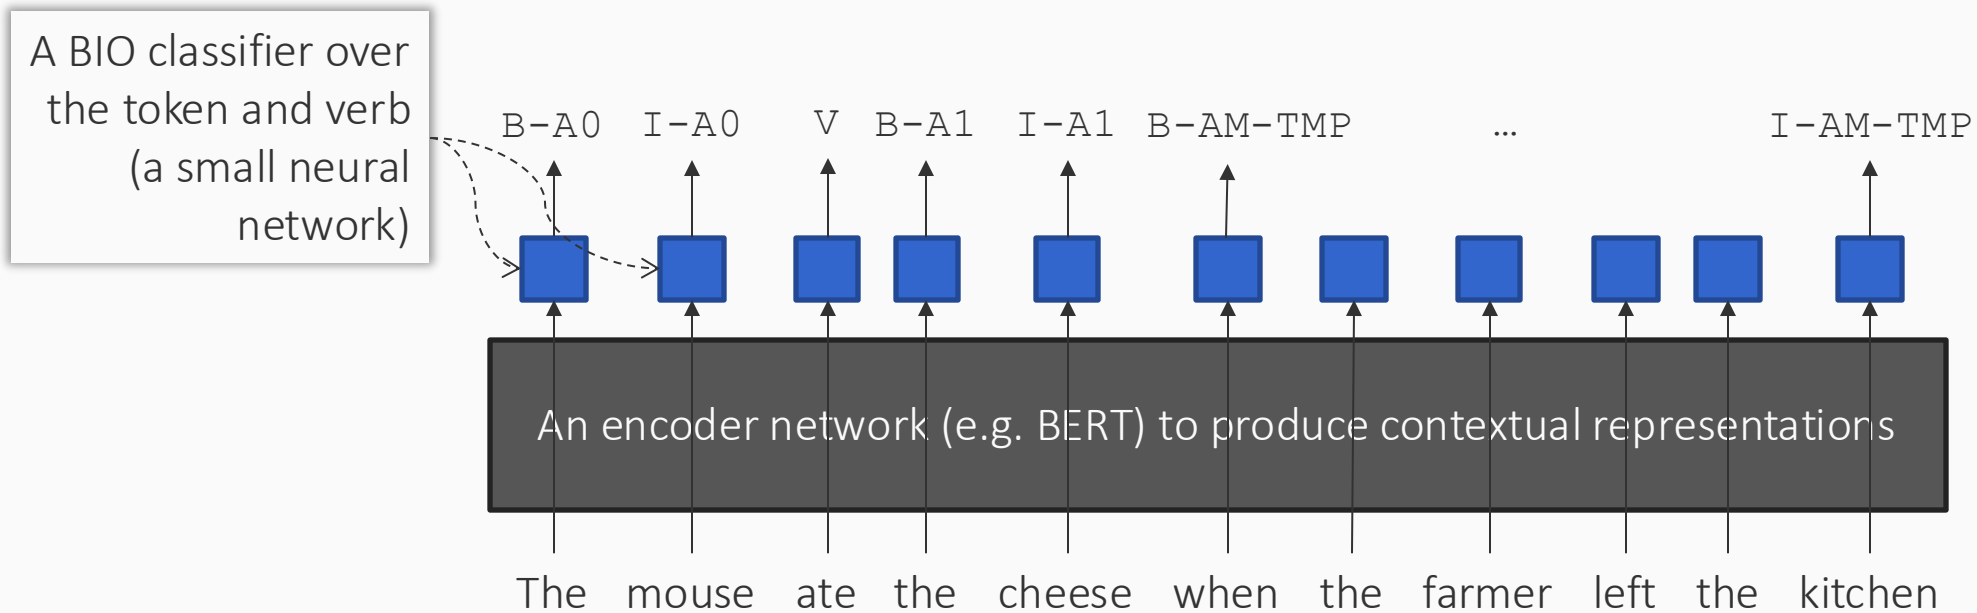 A BIO classifier over
the token and verb
(a small neural
network)
B-A0 I-A0 V B-A1 I-A1 B-AM-TMP … I-AM-TMP
An encoder network (e.g. BERT) to produce contextual representations
The mouse ate the cheese when the farmer left the kitchen